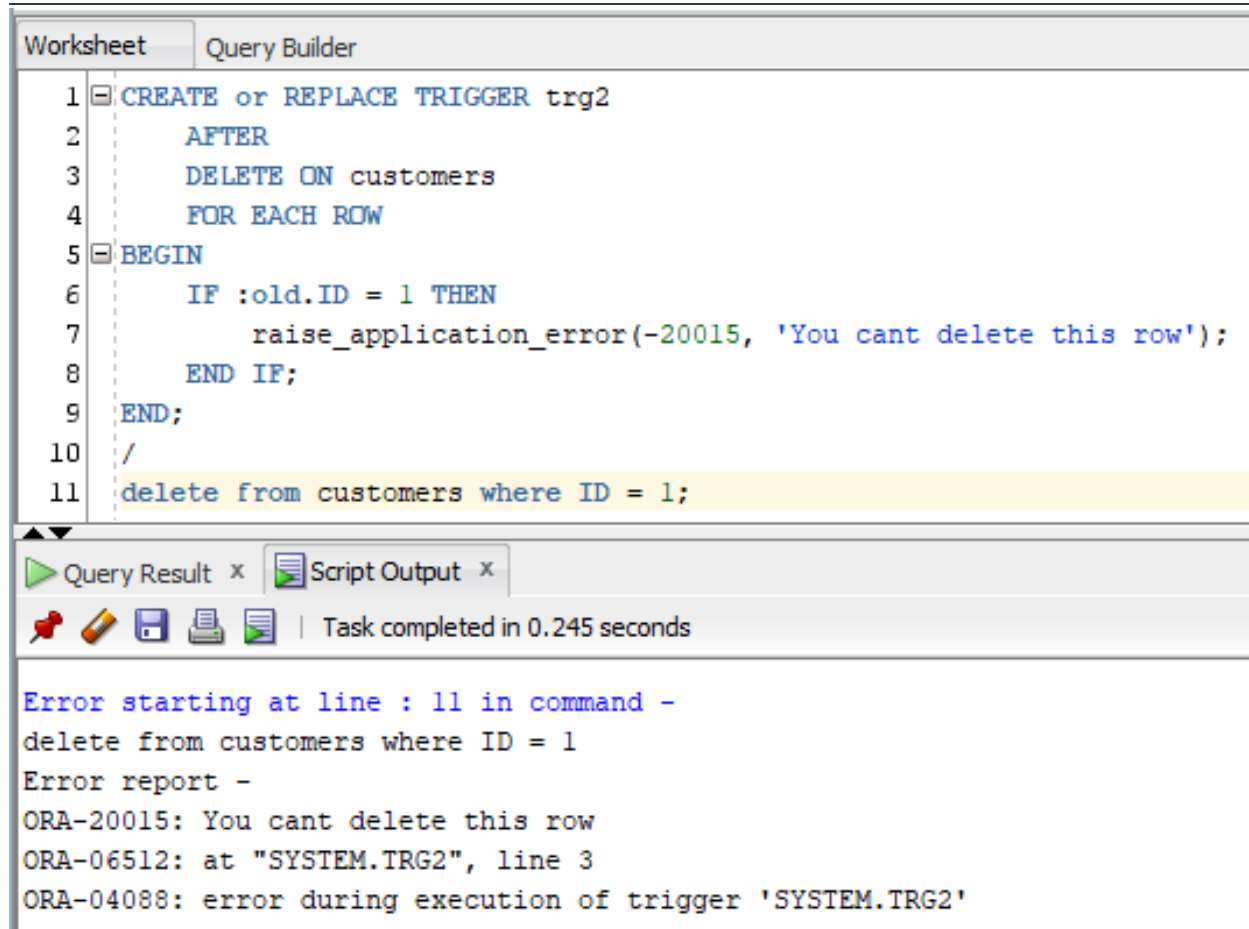 Worksheet Query Builder
1 CREATE or REPLACE TRIGGER trg2
2 AFTER
3 DELETE ON customers
4 FOR EACH ROW
5 BEGIN
6 IF :old.ID = 1 THEN
7 raise_application_error(-20015, 'You cant delete this row');
8 END IF;
9 END;
10 /
11 delete from customers where ID = 1;
Query Result x Script Output x
Task completed in 0.245 seconds
Error starting at line : 11 in command -
delete from customers where ID = 1
Error report -
ORA-20015: You cant delete this row
ORA-06512: at "SYSTEM.TRG2", line 3
ORA-04088: error during execution of trigger 'SYSTEM.TRG2'